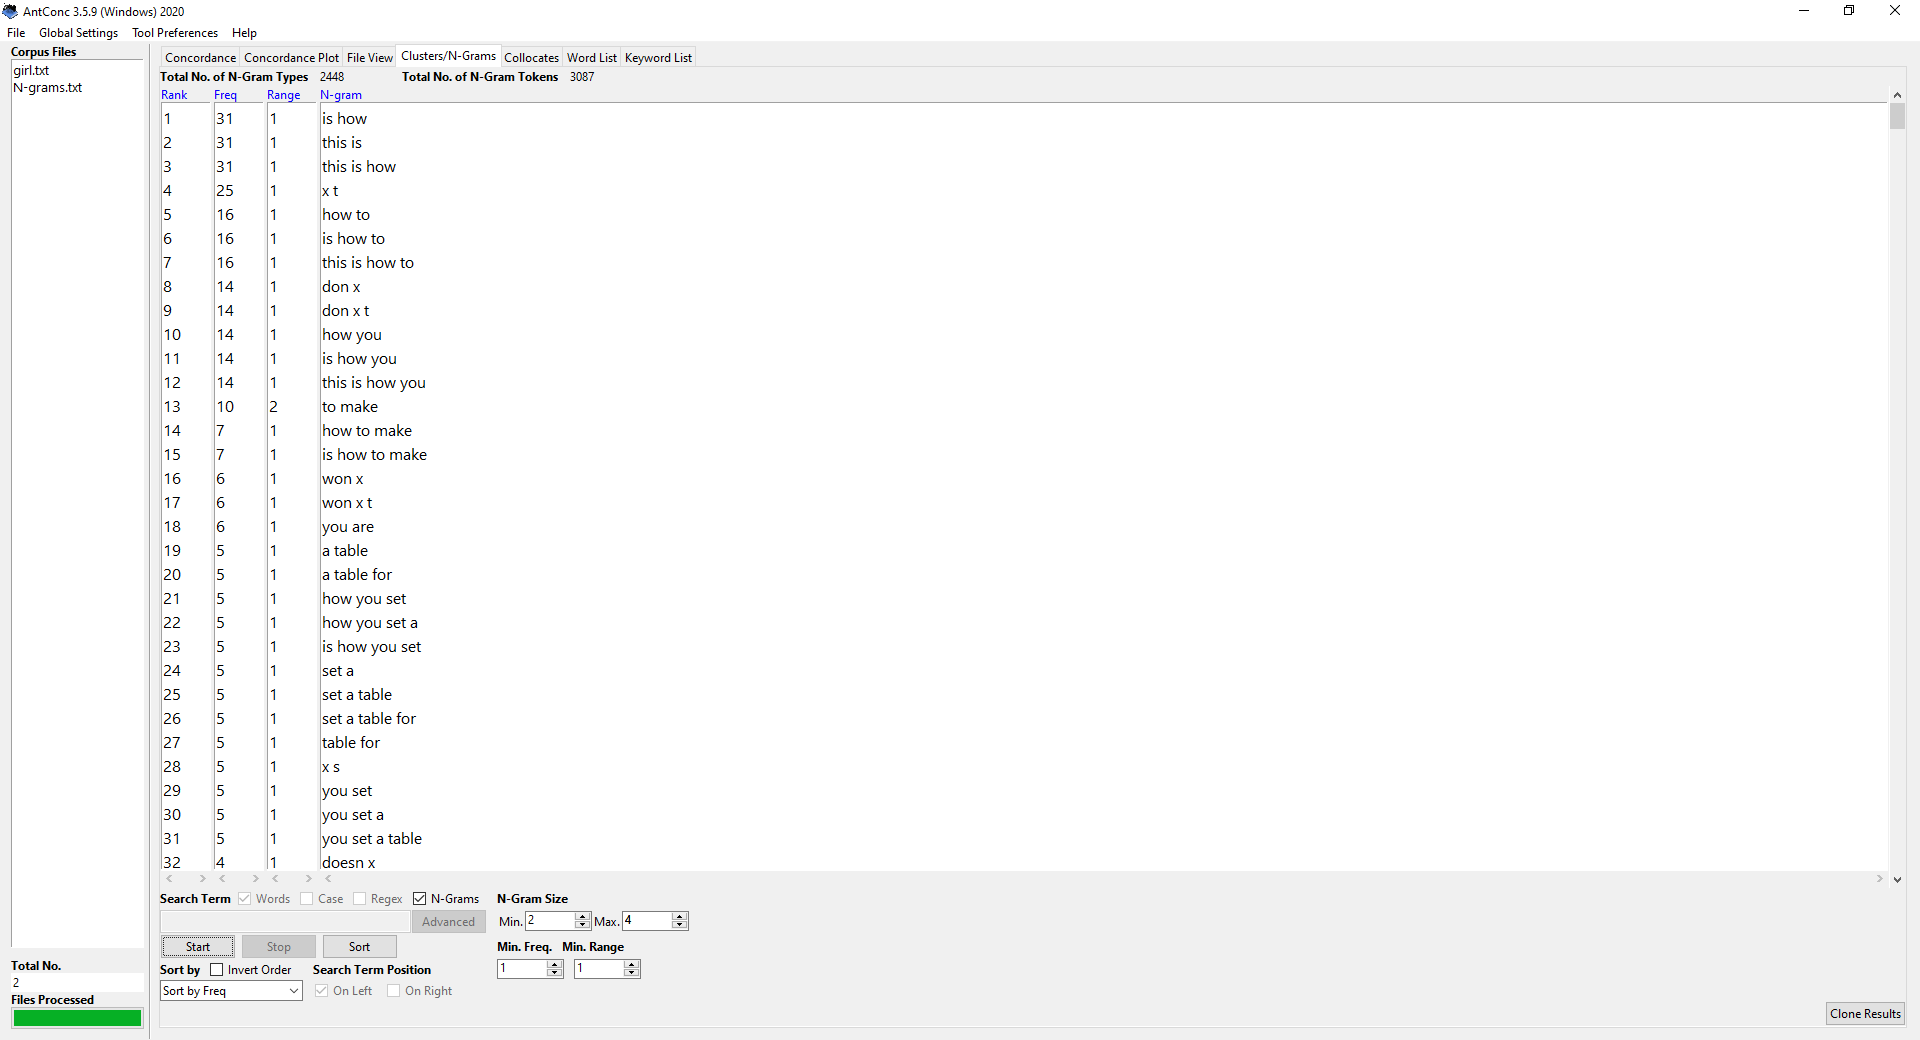 AntConc 3.5.9 (Windows) 2020
File Global Settings Tool Preferences Help
Corpus Files
girl.txt
N-grams.txt
Concordance Concordance Plot File View Clusters/N-Grams Collocates Word List Keyword List
Total No. of N-Gram Types 2448 Total No. of N-Gram Tokens 3087
Rank Freq Range N-gram
1 31 1 is how
2 31 1 this is
3 31 1 this is how
4 25 1 x t
5 16 1 how to
6 16 1 is how to
7 16 1 this is how to
8 14 1 don x
9 14 1 don x t
10 14 1 how you
11 14 1 is how you
12 14 1 this is how you
13 10 2 to make
14 7 1 how to make
15 7 1 is how to make
16 6 1 won x
17 6 1 won x t
18 6 1 you are
19 5 1 a table
20 5 1 a table for
21 5 1 how you set
22 5 1 how you set a
23 5 1 is how you set
24 5 1 set a
25 5 1 set a table
26 5 1 set a table for
27 5 1 table for
28 5 1 x s
29 5 1 you set
30 5 1 you set a
31 5 1 you set a table
32 4 1 doesn x
Search Term Words Case Regex N-Grams N-Gram Size
Advanced Min. 2 Max. 4
Start Stop Sort Min. Freq. Min. Range
Sort by Invert Order Search Term Position 1 1
Sort by Freq On Left On Right
Total No.
2
Files Processed
Clone Results